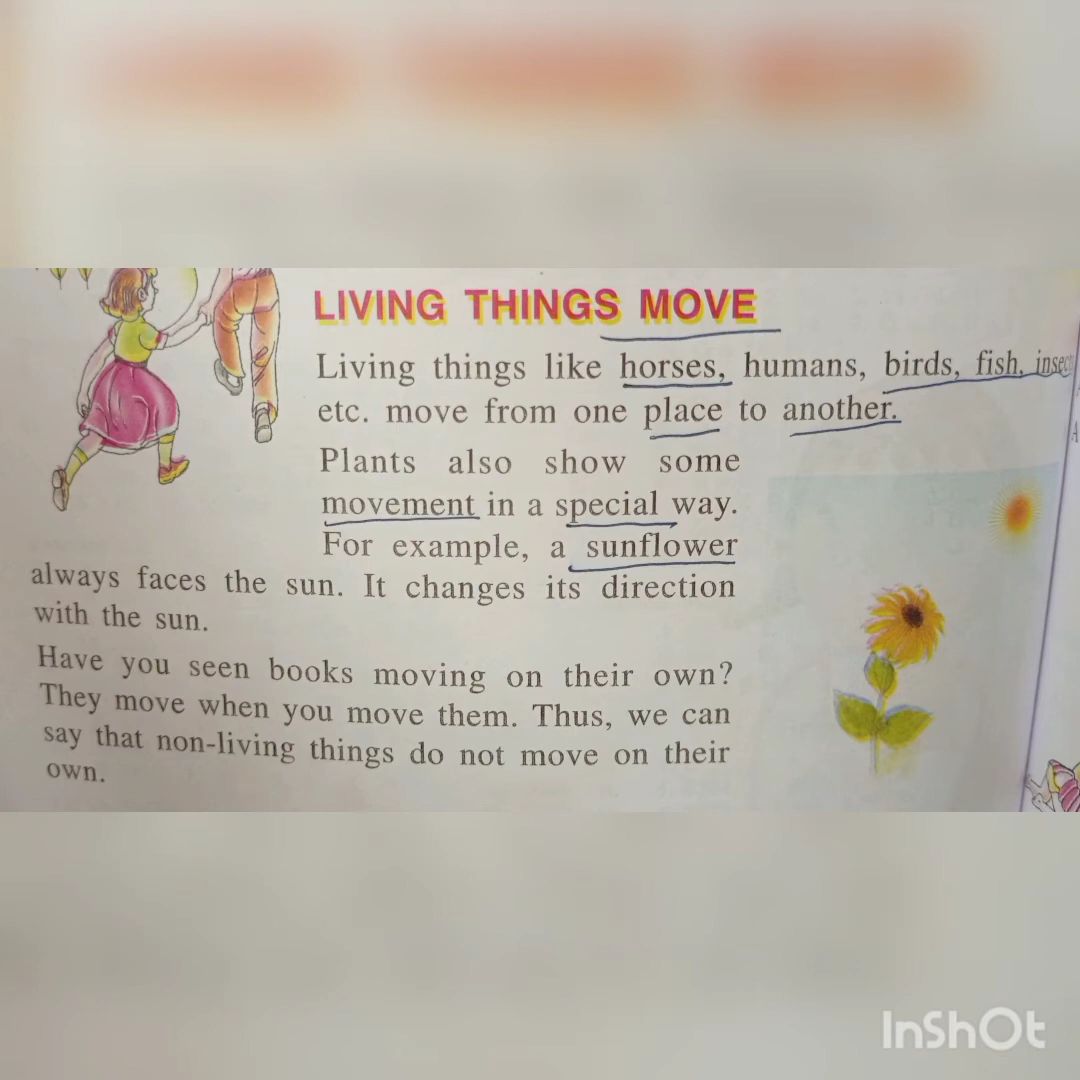 LIVING THINGS MOVE
Living things like horses, humans, birds, fish, insec
etc. move from one place to another.
Plants also show some
movement in a special way.
For example, a sunflower
always faces the sun. It changes its direction
with the sun.
Have you seen books moving on their own?
They move when you move them. Thus, we can
say that non-living things do not move on their
own.
InShOt